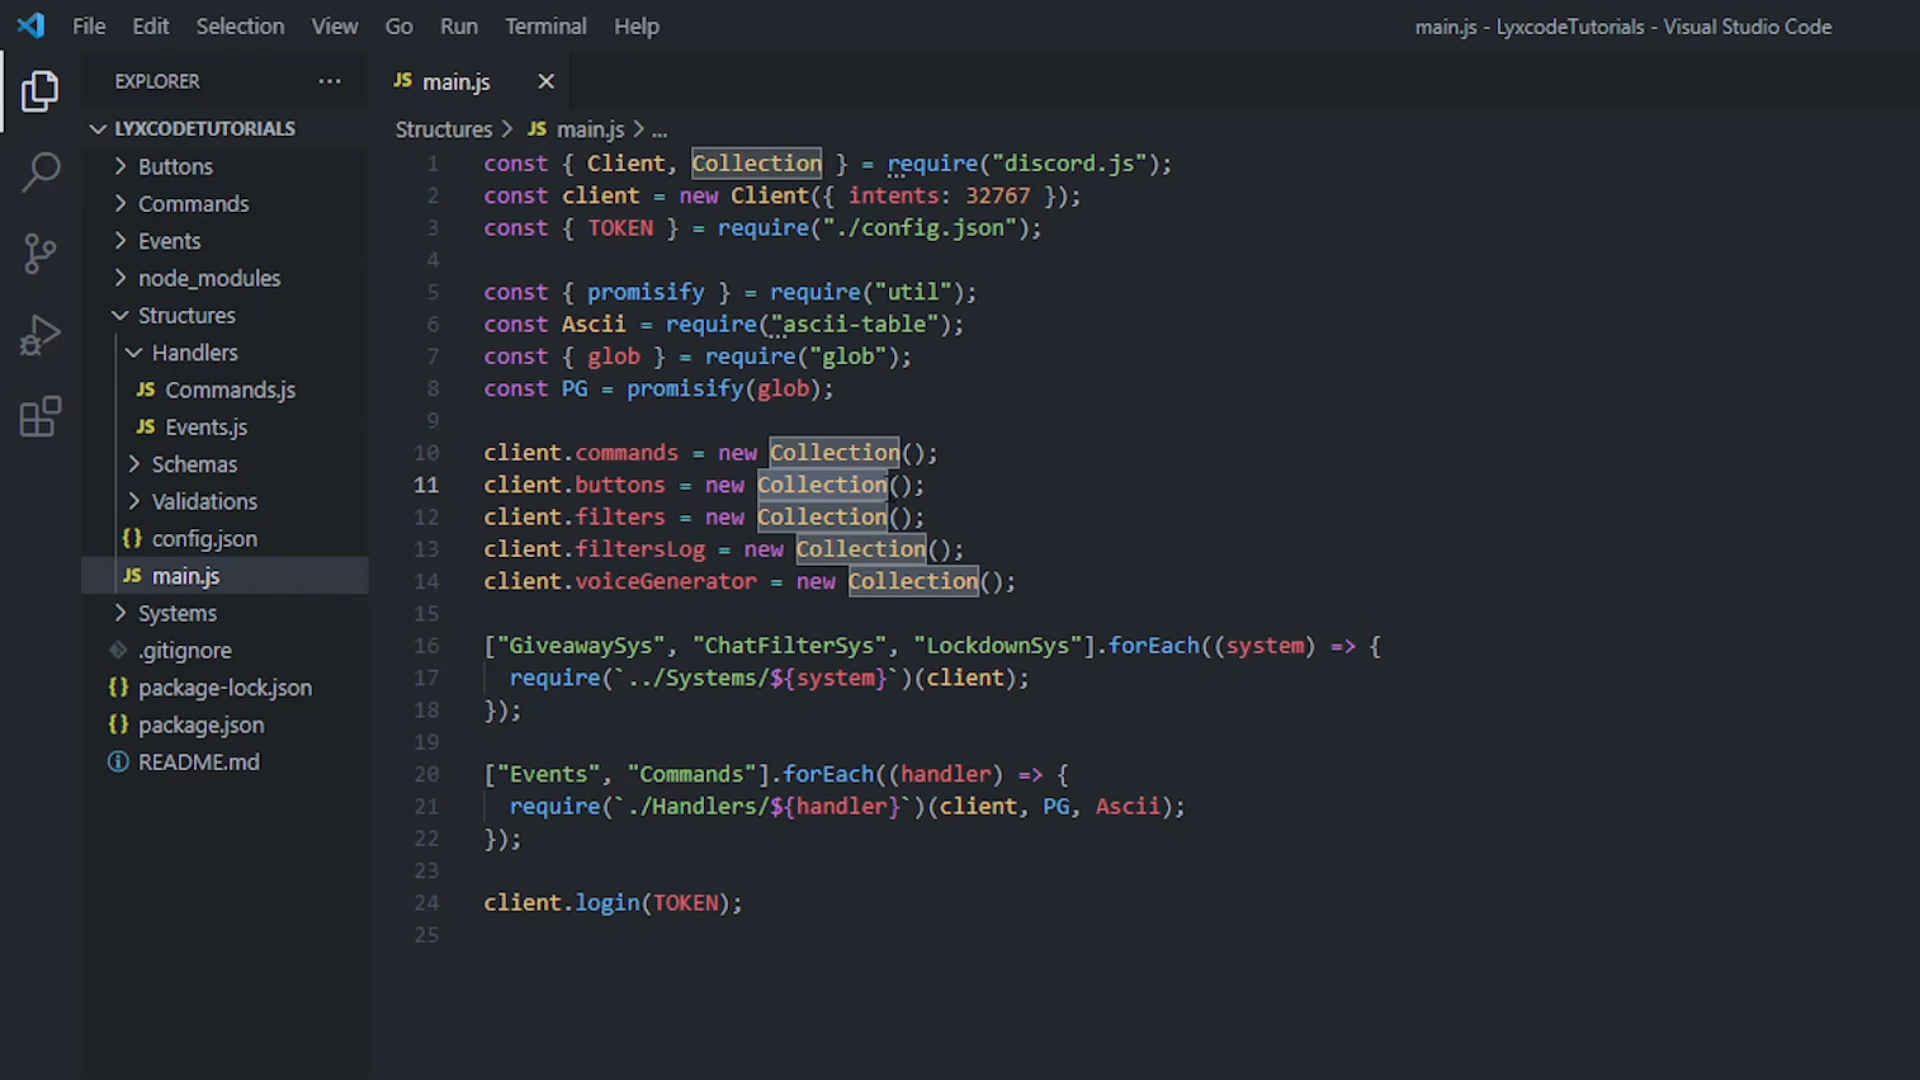 File Edit Selection View Go Run Terminal Help
main.js - LyxcodeTutorials - Visual Studio Code
EXPLORER ...
LYXCODETUTORIALS
Buttons
Commands
Events
node_modules
Structures
Handlers
JS Commands.js
JS Events.js
Schemas
Validations
{} config.json
JS main.js
Systems
.gitignore
{} package-lock.json
{} package.json
README.md
JS main.js
Structures > JS main.js > ...
1 const { Client, Collection } = require("discord.js");
2 const client = new Client({ intents: 32767 });
3 const { TOKEN } = require("./config.json");
4
5 const { promisify } = require("util");
6 const Ascii = require("ascii-table");
7 const { glob } = require("glob");
8 const PG = promisify(glob);
9
10 client.commands = new Collection();
11 client.buttons = new Collection();
12 client.filters = new Collection();
13 client.filtersLog = new Collection();
14 client.voiceGenerator = new Collection();
15
16 ["GiveawaySys", "ChatFilterSys", "LockdownSys"].forEach((system) => {
17 require(`../Systems/${system}`)(client);
18 });
19
20 ["Events", "Commands"].forEach((handler) => {
21 require(`./Handlers/${handler}`)(client, PG, Ascii);
22 });
23
24 client.login(TOKEN);
25